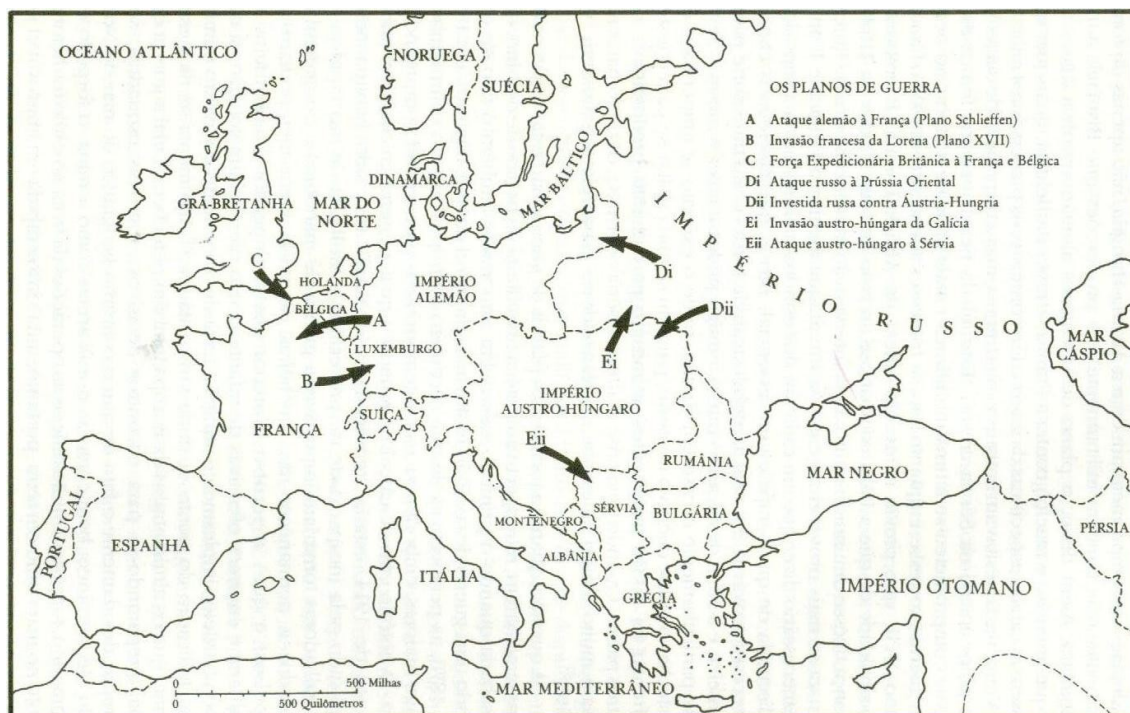 OCEANO ATLÂNTICO
NORUEGA
SUÉCIA
OS PLANOS DE GUERRA
A Ataque alemão à França (Plano Schlieffen)
B Invasão francesa da Lorena (Plano XVII)
C Força Expedicionária Britânica à França e Bélgica
Di Ataque russo à Prússia Oriental
Dii Investida russa contra Áustria-Hungria
Ei Invasão austro-húngara da Galícia
Eii Ataque austro-húngaro à Sérvia
DINAMARCA
MAR BÁLTICO
GRÃ-BRETANHA
MAR DO
NORTE
IMPÉRIO RUSSO
C
HOLANDA
IMPÉRIO
ALEMÃO
Di
Dii
BÉLGICA
A
LUXEMBURGO
Ei
MAR
CÁSPIO
B
IMPÉRIO
AUSTRO-HÚNGARO
SUÍÇA
FRANÇA
Eii
RUMÂNIA
MAR NEGRO
SÉRVIA
BULGÁRIA
MONTENEGRO
PORTUGAL
ESPANHA
ALBÂNIA
PÉRSIA
ITÁLIA
IMPÉRIO OTOMANO
GRÉCIA
MAR MEDITERRÂNEO
0 500 Milhas
0 500 Quilômetros